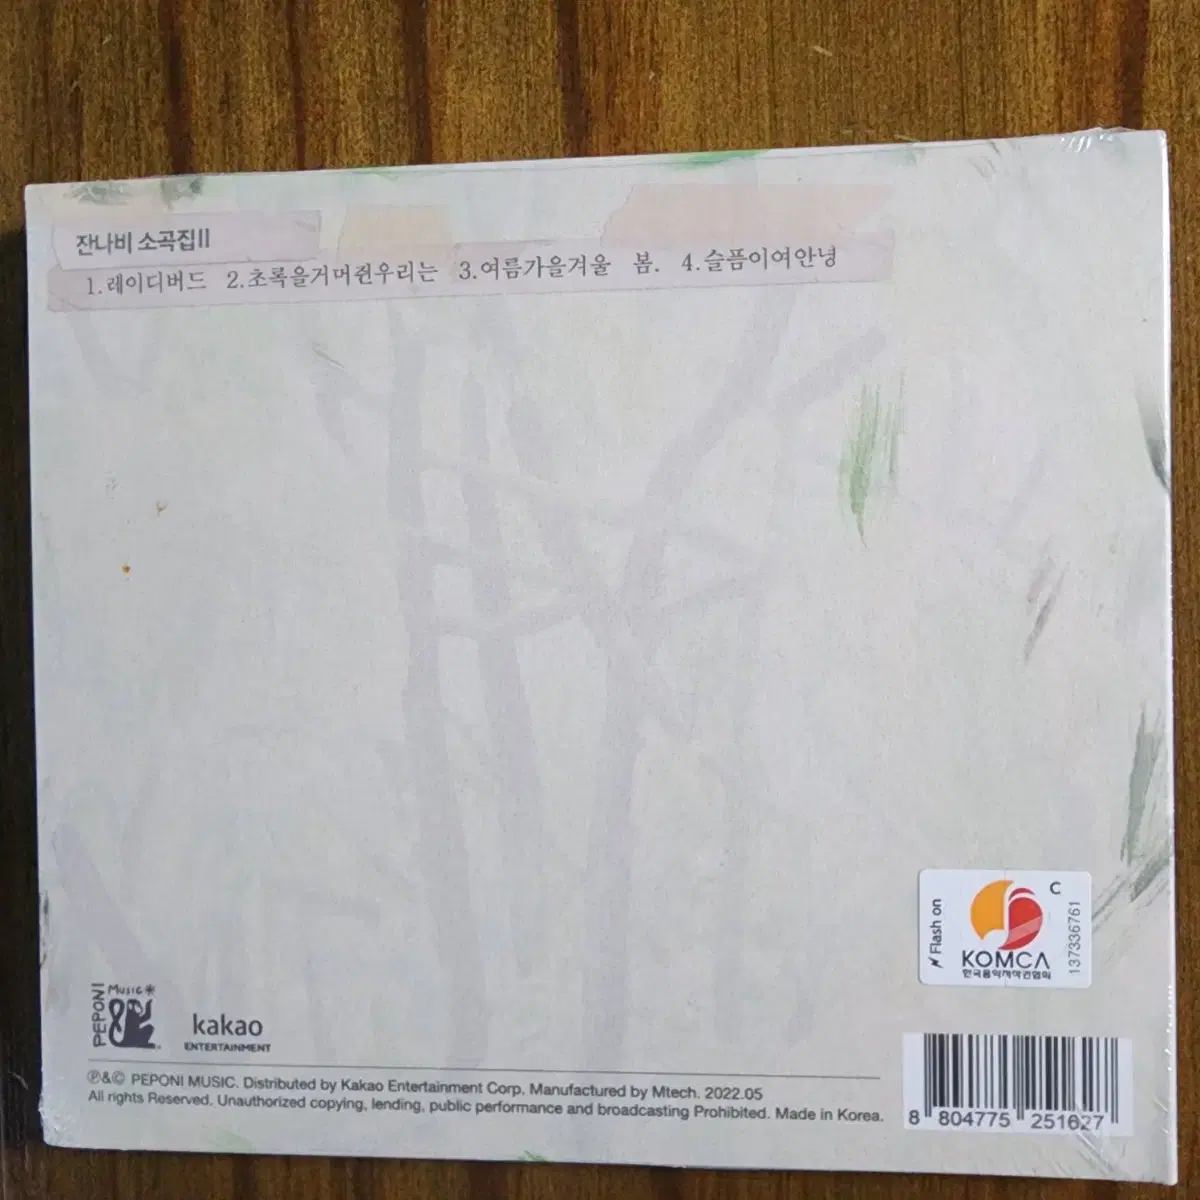 잔나비 소곡집II
1.레이디버드 2.초록을거머쥔우리는 3.여름가을겨울 봄. 4.슬픔이여안녕
Flash on
C
KOMCA
한국음악저작권협회
137336761
PEPONI
MUSIC
kakao
ENTERTAINMENT
℗&© PEPONI MUSIC. Distributed by Kakao Entertainment Corp. Manufactured by Mtech. 2022.05
All rights Reserved. Unauthorized copying, lending, public performance and broadcasting Prohibited. Made in Korea.
8 804775 251627